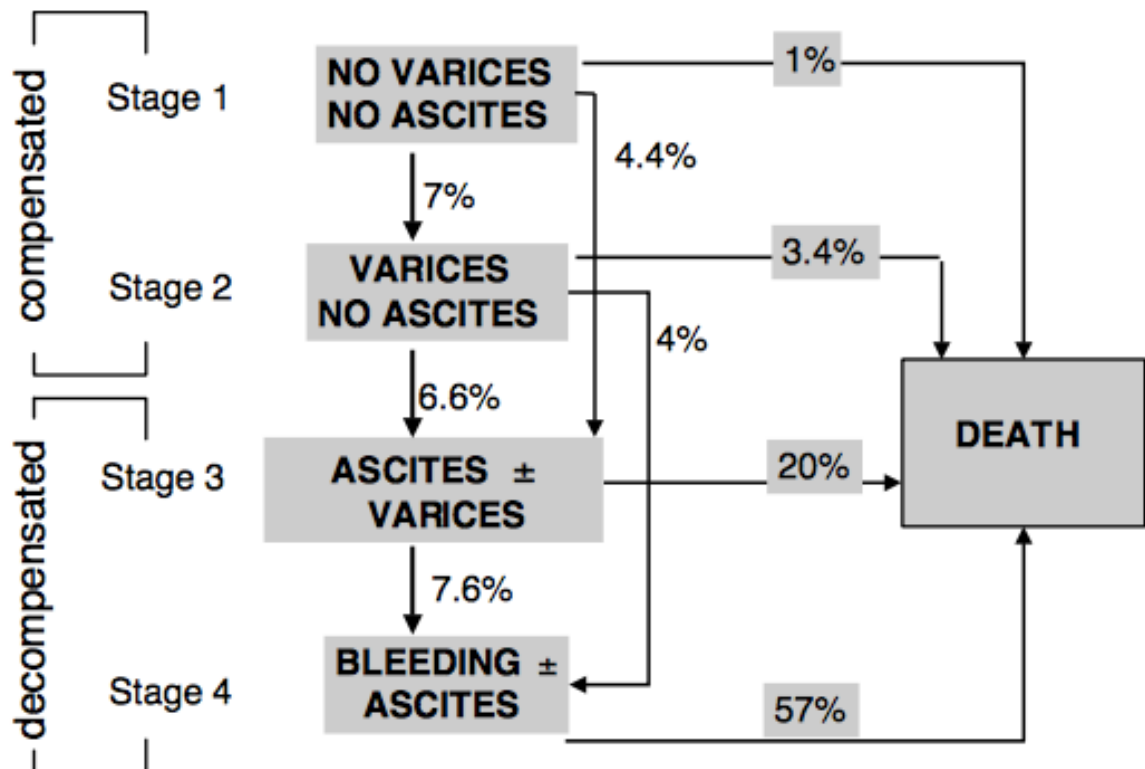 compensated
Stage 1
NO VARICES
NO ASCITES
1%
4.4%
7%
Stage 2
VARICES
NO ASCITES
3.4%
4%
6.6%
decompensated
Stage 3
ASCITES ±
VARICES
20%
DEATH
7.6%
Stage 4
BLEEDING ±
ASCITES
57%